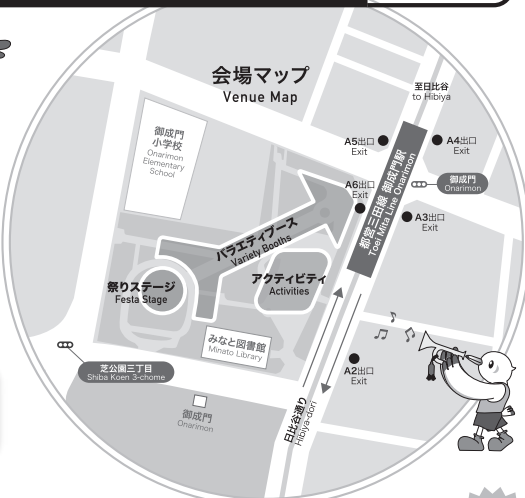 会場マップ
Venue Map
至日比谷
to Hibiya
御成門
小学校
Onarimon
Elementary
School
A5出口
Exit
A4出口
Exit
A6出口
Exit
御成門
Onarimon
A3出口
Exit
都営三田線 御成門駅
Toei Mita Line Onarimon
バラエティブース
Variety Booths
祭りステージ
Festa Stage
アクティビティ
Activities
みなと図書館
Minato Library
芝公園三丁目
Shiba Koen 3-chome
A2出口
Exit
御成門
Onarimon
日比谷通り
Hibiya-dori